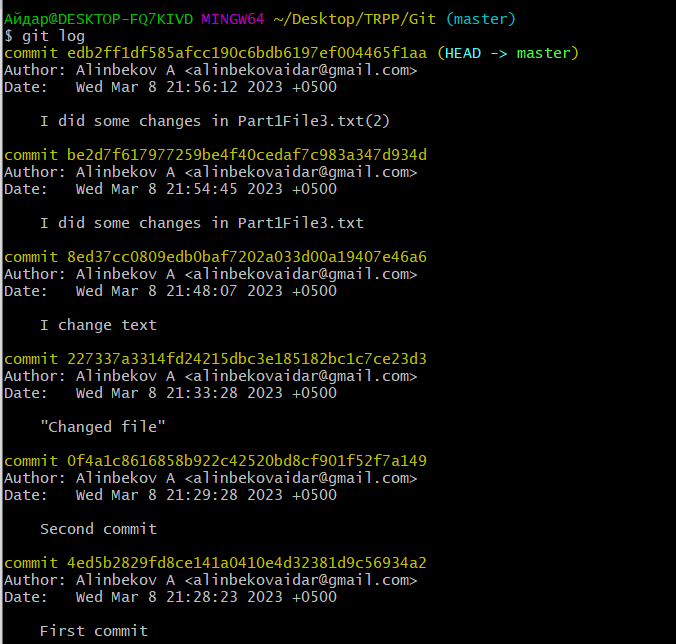 Айдар@DESKTOP-FQ7KIVD MINGW64 ~/Desktop/TRPP/Git (master)
$ git log
commit edb2ff1df585afcc190c6bdb6197ef004465f1aa (HEAD -> master)
Author: Alinbekov A <alinbekovaidar@gmail.com>
Date:   Wed Mar 8 21:56:12 2023 +0500
I did some changes in Part1File3.txt(2)
commit be2d7f617977259be4f40cedaf7c983a347d934d
Author: Alinbekov A <alinbekovaidar@gmail.com>
Date:   Wed Mar 8 21:54:45 2023 +0500
I did some changes in Part1File3.txt
commit 8ed37cc0809edb0baf7202a033d00a19407e46a6
Author: Alinbekov A <alinbekovaidar@gmail.com>
Date:   Wed Mar 8 21:48:07 2023 +0500
I change text
commit 227337a3314fd24215dbc3e185182bc1c7ce23d3
Author: Alinbekov A <alinbekovaidar@gmail.com>
Date:   Wed Mar 8 21:33:28 2023 +0500
"Changed file"
commit 0f4a1c8616858b922c42520bd8cf901f52f7a149
Author: Alinbekov A <alinbekovaidar@gmail.com>
Date:   Wed Mar 8 21:29:28 2023 +0500
Second commit
commit 4ed5b2829fd8ce141a0410e4d32381d9c56934a2
Author: Alinbekov A <alinbekovaidar@gmail.com>
Date:   Wed Mar 8 21:28:23 2023 +0500
First commit